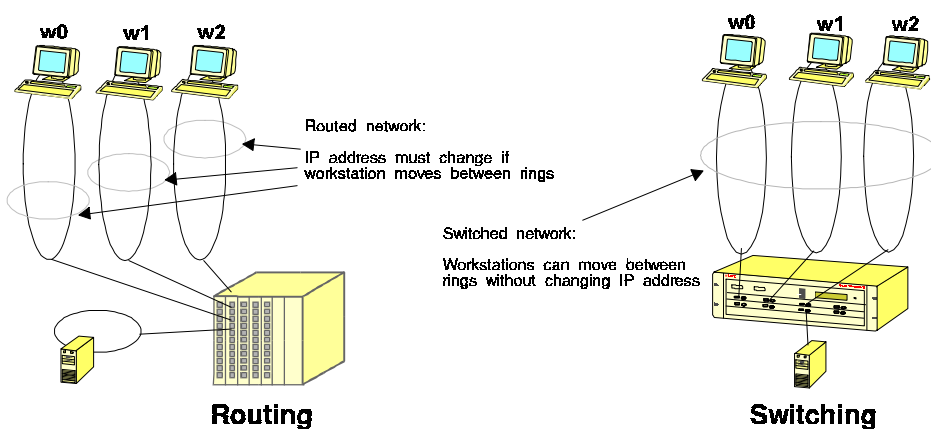 w0 w1 w2
w0 w1 w2
Routed network:
IP address must change if
workstation moves between rings
Switched network:
Workstations can move between
rings without changing IP address
Routing
Switching